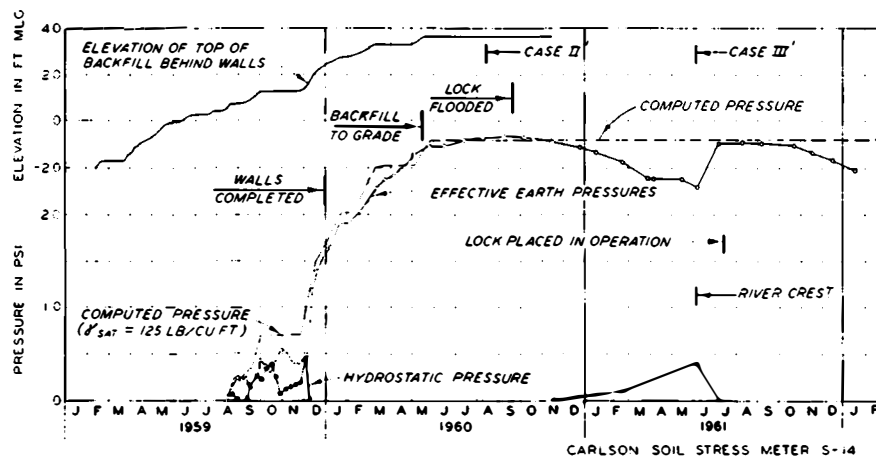 ELEVATION IN FT MLG
40
20
0
-20
ELEVATION OF TOP OF
BACKFILL BEHIND WALLS
CASE II'
CASE III'
LOCK
FLOODED
BACKFILL
TO GRADE
COMPUTED PRESSURE
WALLS
COMPLETED
EFFECTIVE EARTH PRESSURES
LOCK PLACED IN OPERATION
PRESSURE IN PSI
20
10
0
COMPUTED PRESSURE
(γ SAT = 125 LB/CU FT)
RIVER CREST
HYDROSTATIC PRESSURE
J F M A M J J A S O N D J F M A M J J A S O N D J F M A M J J A S O N D J F
1959 1960 1961
CARLSON SOIL STRESS METER S-14